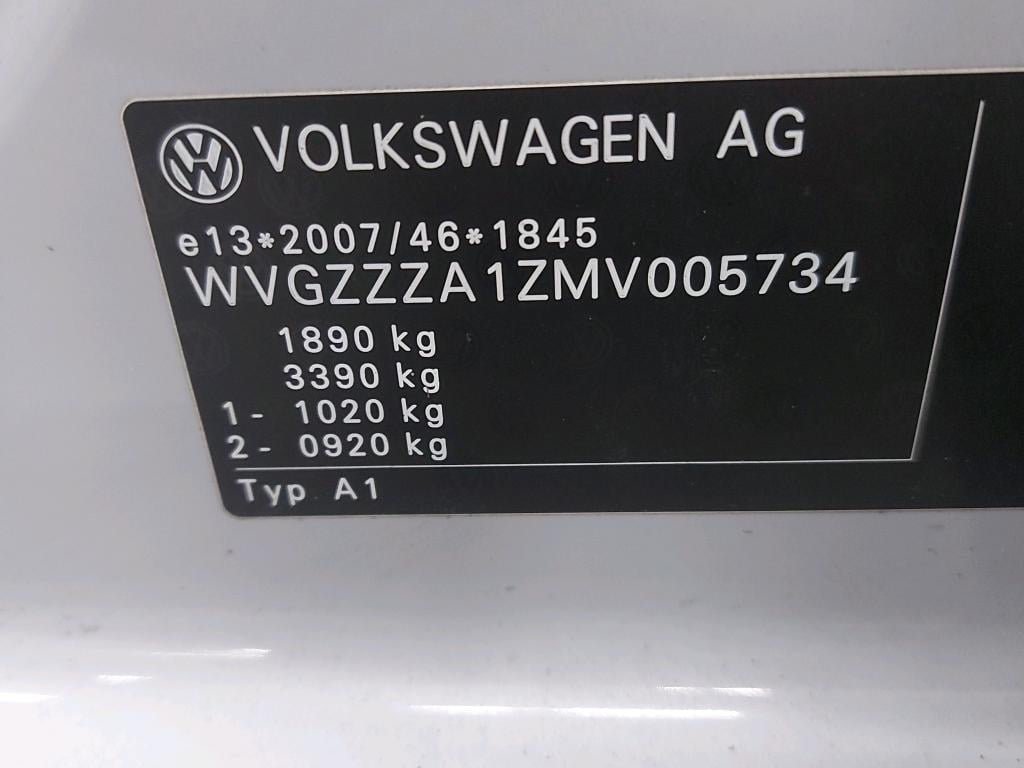 VOLKSWAGEN AG
e13*2007/46*1845
WVGZZZA1ZMV005734
1890 kg
3390 kg
1- 1020 kg
2- 0920 kg
Typ A1